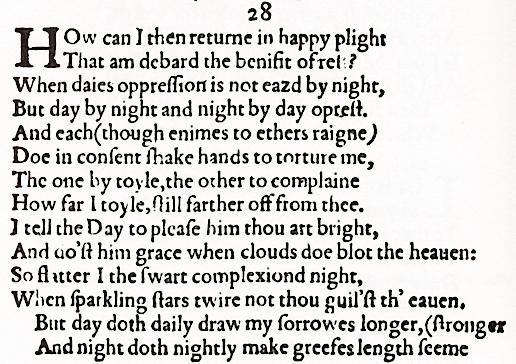 28
HOw can I then returne in happy plight
That am debard the benifit of rest?
When daies oppreſſion is not eazd by night,
But day by night and night by day opreſt.
And each(though enimes to ethers raigne)
Doe in conſent ſhake hands to torture me,
The one by toyle,the other to complaine
How far I toyle,ſtill farther off from thee.
I tell the Day to pleaſe him thou art bright,
And do'ſt him grace when clouds doe blot the heauen:
So flatter I the ſwart complexiond night,
When ſparkling ſtars twire not thou guil'ſt th' eauen.
But day doth daily draw my ſorrowes longer,(ſtronger
And night doth nightly make greefes length ſeeme